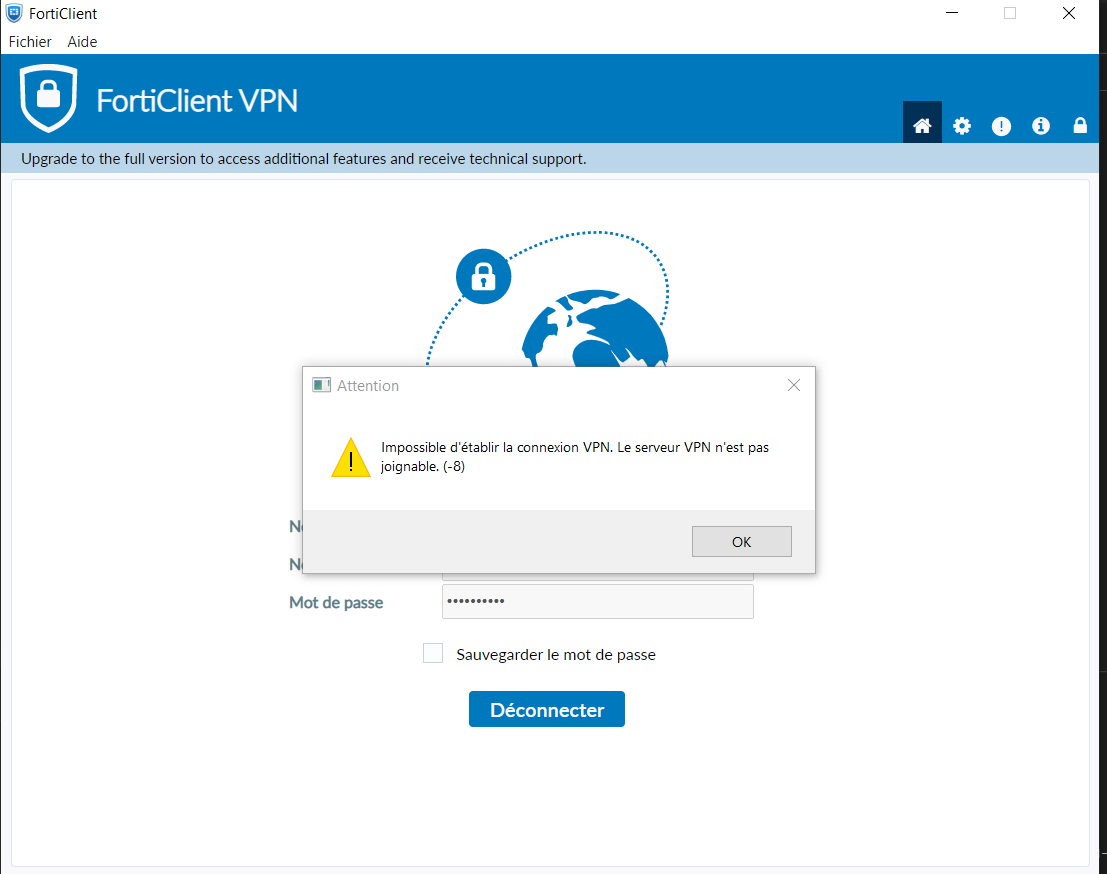 FortiClient
Fichier Aide
FortiClient VPN
Upgrade to the full version to access additional features and receive technical support.
Attention
Impossible d'établir la connexion VPN. Le serveur VPN n'est pas
joignable. (-8)
OK
Mot de passe
Sauvegarder le mot de passe
Déconnecter